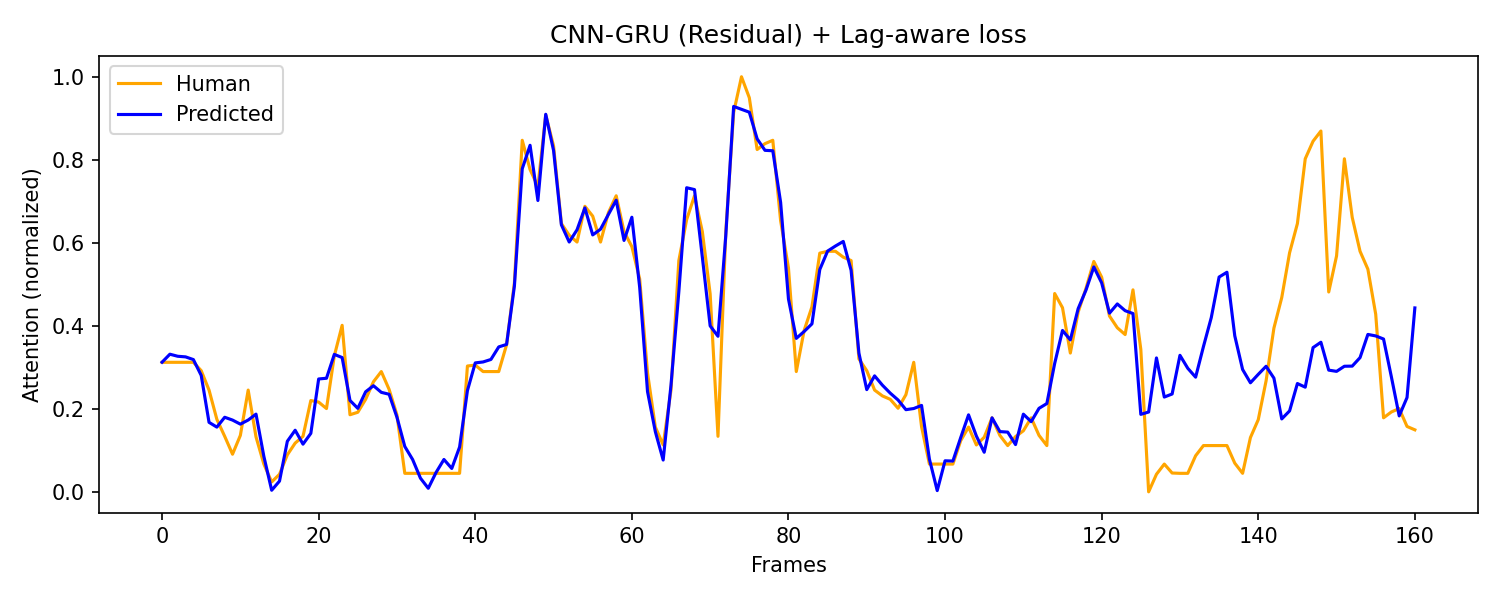 CNN-GRU (Residual) + Lag-aware loss
Human
Predicted
Attention (normalized)
1.0
0.8
0.6
0.4
0.2
0.0
0 20 40 60 80 100 120 140 160
Frames